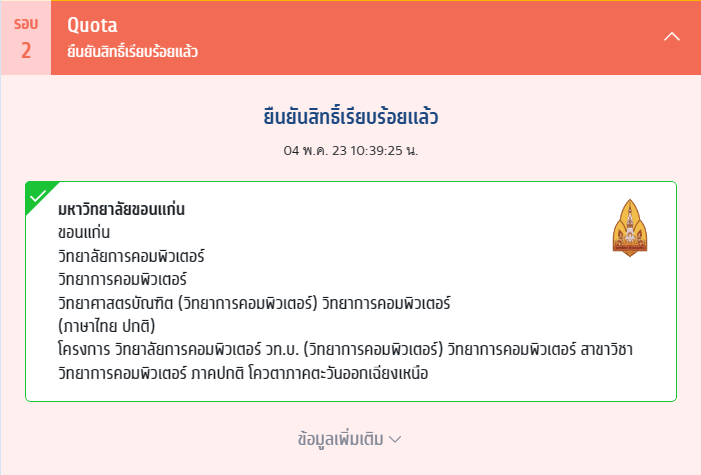 รอบ
2
Quota
ยืนยันสิทธิ์เรียบร้อยแล้ว
ยืนยันสิทธิ์เรียบร้อยแล้ว
04 พ.ค. 23 10:39:25 น.
มหาวิทยาลัยขอนแก่น
ขอนแก่น
วิทยาลัยการคอมพิวเตอร์
วิทยาการคอมพิวเตอร์
วิทยาศาสตรบัณฑิต (วิทยาการคอมพิวเตอร์) วิทยาการคอมพิวเตอร์
(ภาษาไทย ปกติ)
โครงการ วิทยาลัยการคอมพิวเตอร์ วท.บ. (วิทยาการคอมพิวเตอร์) วิทยาการคอมพิวเตอร์ สาขาวิชา
วิทยาการคอมพิวเตอร์ ภาคปกติ โควตาภาคตะวันออกเฉียงเหนือ
ข้อมูลเพิ่มเติม